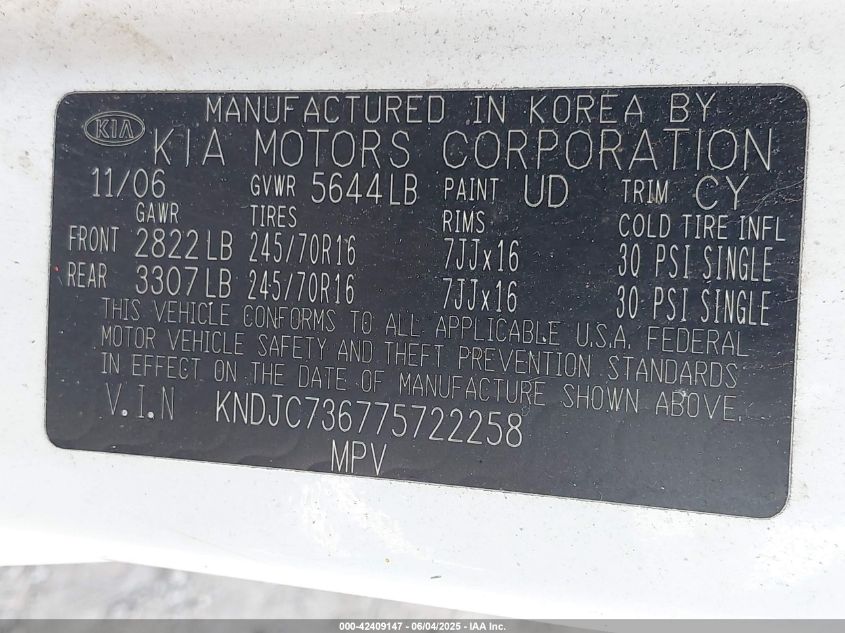 MANUFACTURED IN KOREA BY
KIA KIA MOTORS CORPORATION
11/06 GVWR 5644LB PAINT UD TRIM CY
GAWR TIRES RIMS COLD TIRE INFL
FRONT 2822LB 245/70R16 7JJx16 30 PSI SINGLE
REAR 3307LB 245/70R16 7JJx16 30 PSI SINGLE
THIS VEHICLE CONFORMS TO ALL APPLICABLE U.S.A. FEDERAL
MOTOR VEHICLE SAFETY AND THEFT PREVENTION STANDARDS
IN EFFECT ON THE DATE OF MANUFACTURE SHOWN ABOVE.
V.I.N KNDJC736775722258
MPV
000-42409147 - 06/04/2025 - IAA Inc.